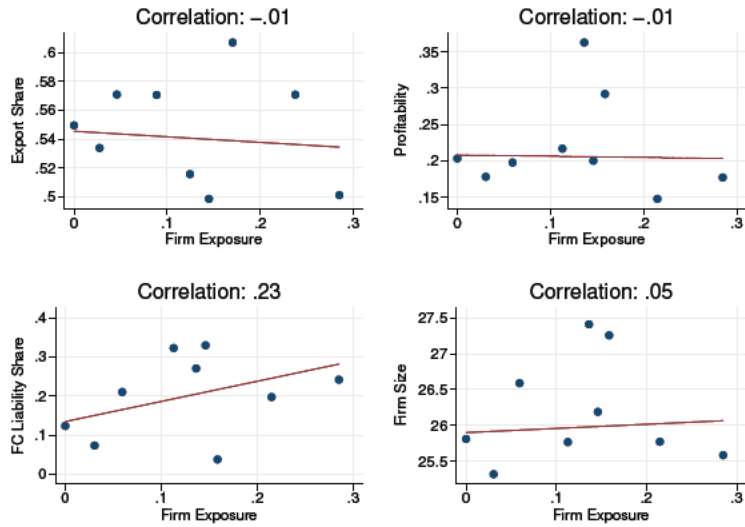 Correlation: –.01
Export Share
.6
.58
.56
.54
.52
.5
0 .1 .2 .3
Firm Exposure
Correlation: –.01
Profitability
.35
.3
.25
.2
.15
0 .1 .2 .3
Firm Exposure
Correlation: .23
FC Liability Share
.4
.3
.2
.1
0
0 .1 .2 .3
Firm Exposure
Correlation: .05
Firm Size
27.5
27
26.5
26
25.5
0 .1 .2 .3
Firm Exposure